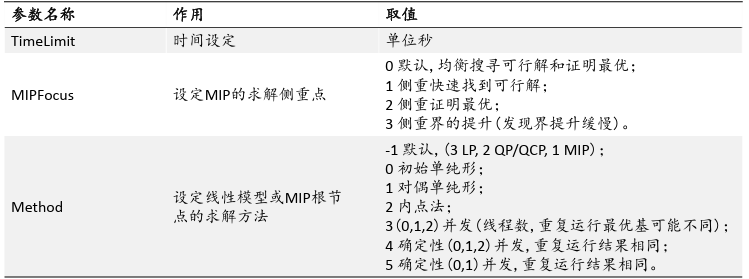 参数名称 作用 取值
TimeLimit 时间设定 单位秒
0 默认,均衡搜寻可行解和证明最优;
1 侧重快速找到可行解;
MIPFocus 设定MIP的求解侧重点
2 侧重证明最优;
3 侧重界的提升(发现界提升缓慢)。
-1 默认,(3 LP, 2 QP/QCP, 1 MIP);
0 初始单纯形;
1 对偶单纯形;
Method 设定线性模型或MIP根节点的求解方法
2 内点法;
3(0,1,2)并发(线程数,重复运行最优基可能不同);
4 确定性(0,1,2)并发,重复运行结果相同;
5 确定性(0,1)并发,重复运行结果相同。